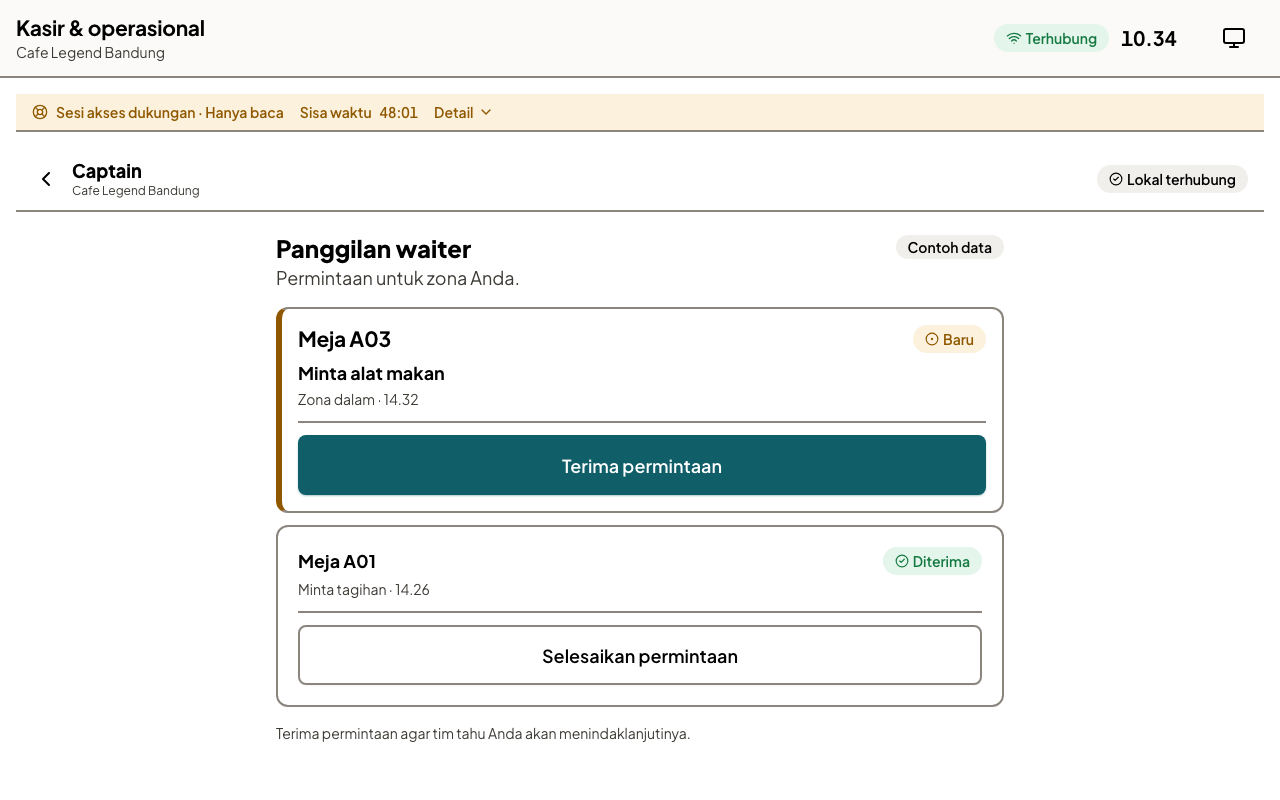 Kasir & operasional
Cafe Legend Bandung
Terhubung
10.34
Sesi akses dukungan · Hanya baca Sisa waktu 48:01 Detail
Captain
Cafe Legend Bandung
Lokal terhubung
Panggilan waiter
Contoh data
Permintaan untuk zona Anda.
Meja A03
Baru
Minta alat makan
Zona dalam · 14.32
Terima permintaan
Meja A01
Diterima
Minta tagihan · 14.26
Selesaikan permintaan
Terima permintaan agar tim tahu Anda akan menindaklanjutinya.